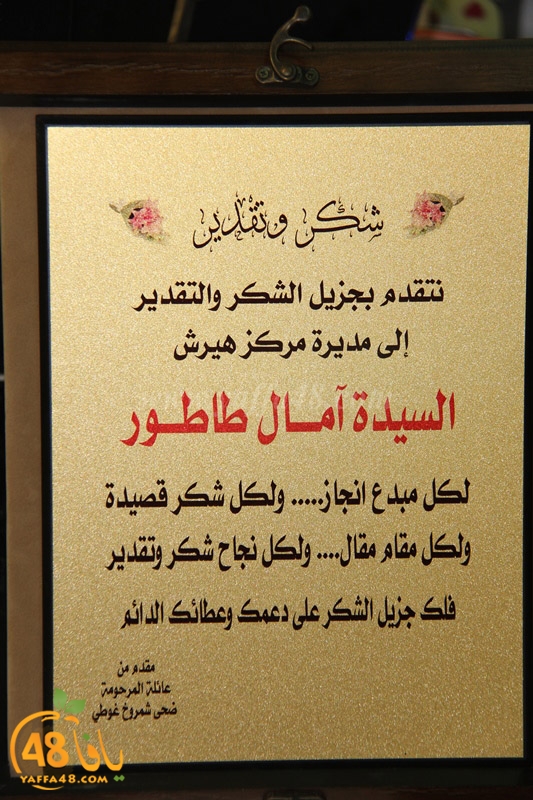 شكر وتقدير
نتقدم بجزيل الشكر والتقدير
إلى مديرة مركز هيرش
السيدة آمال طاطور
لكل مبدع انجاز..... ولكل شكر قصيدة
ولكل مقام مقال.... ولكل نجاح شكر وتقدير
فلك جزيل الشكر على دعمك وعطائك الدائم
مقدم من
عائلة المرحومة
ضحى شمروخ غوطي
يافا 48
YAFFA48.COM